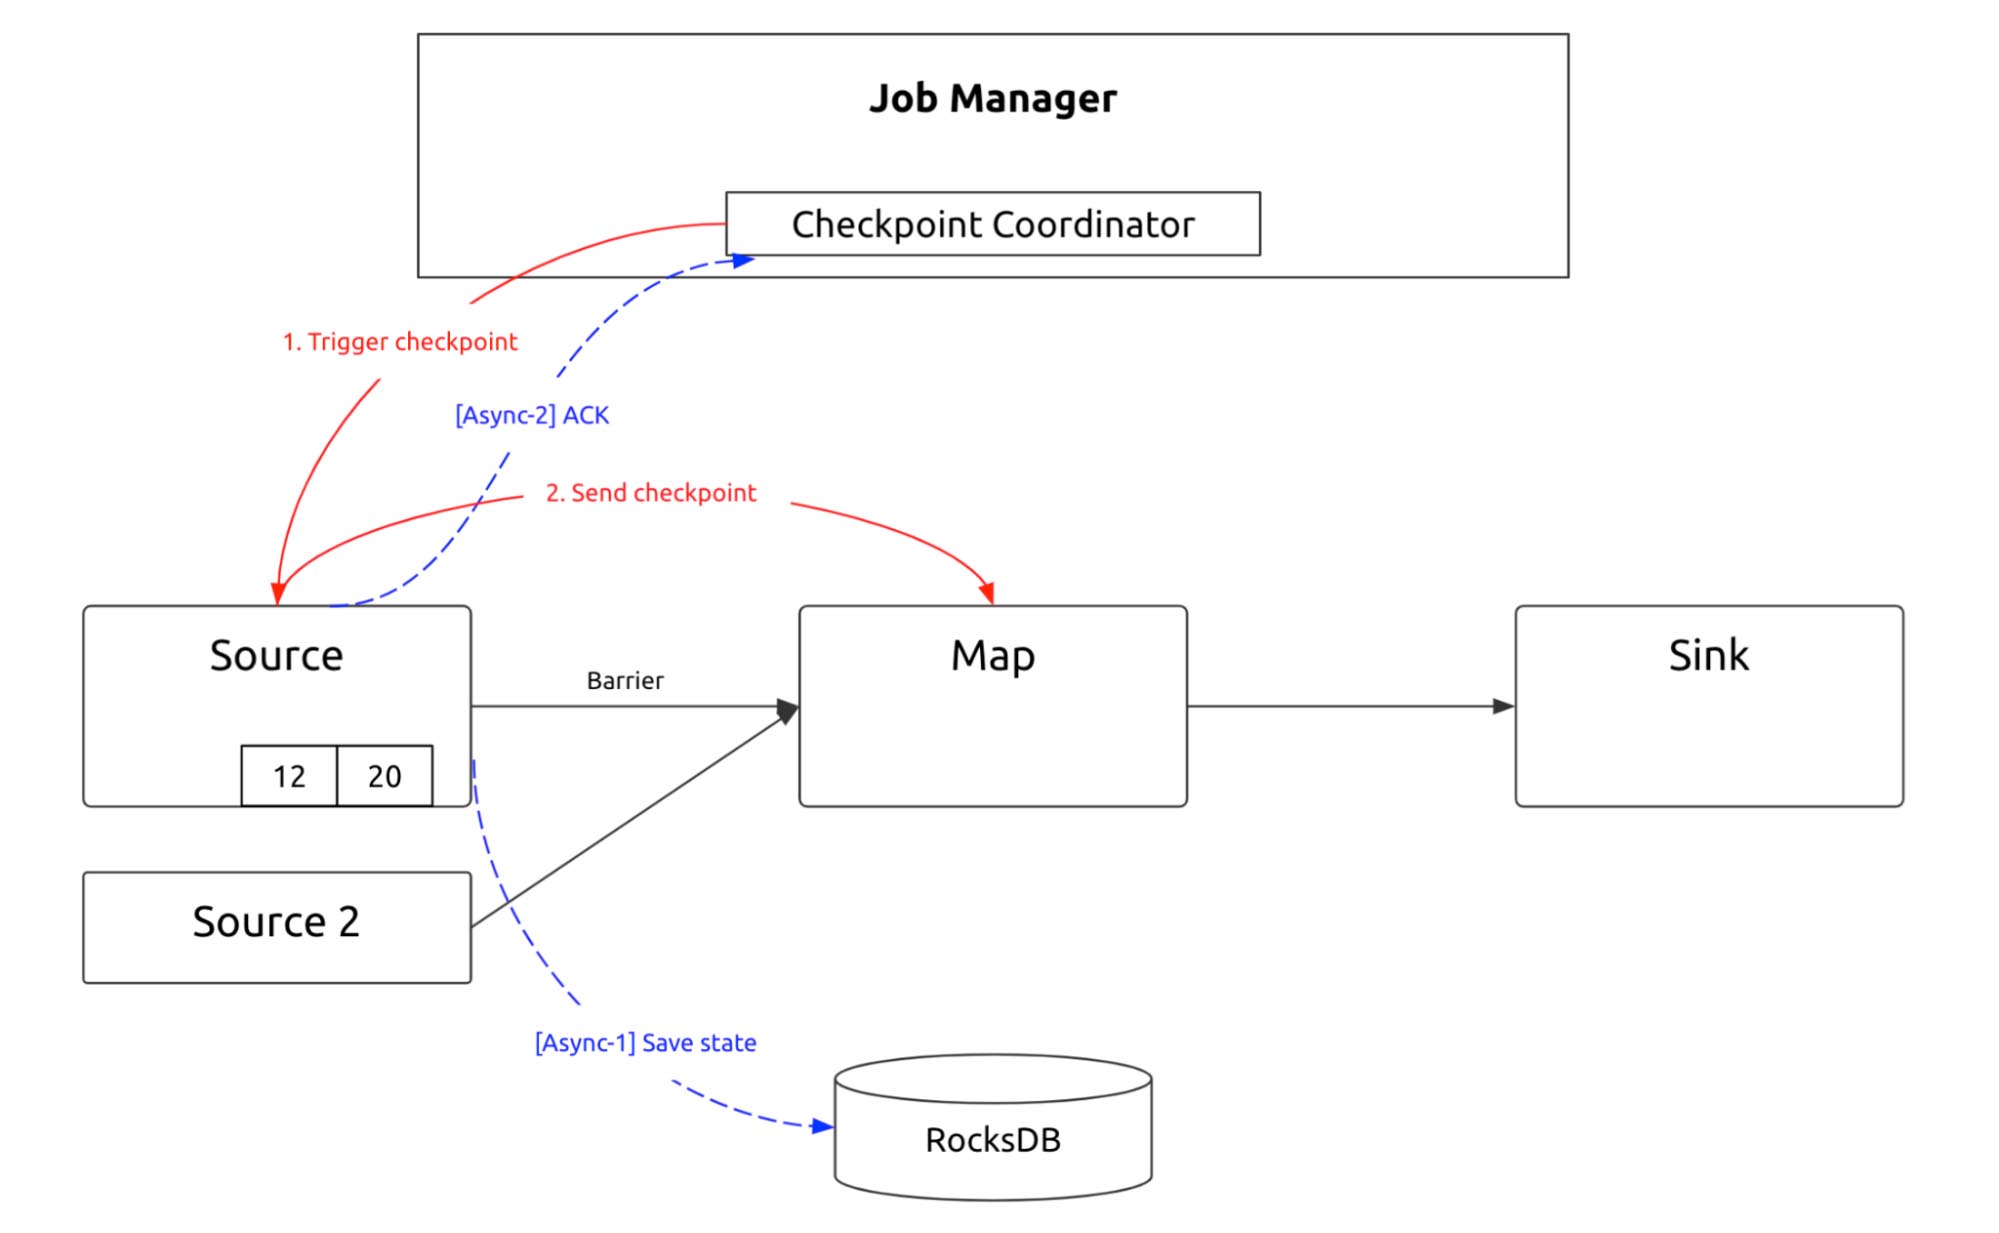 Job Manager
Checkpoint Coordinator
1. Trigger checkpoint
[Async-2] ACK
2. Send checkpoint
Source
Barrier
Map
Sink
12
20
Source 2
[Async-1] Save state
RocksDB